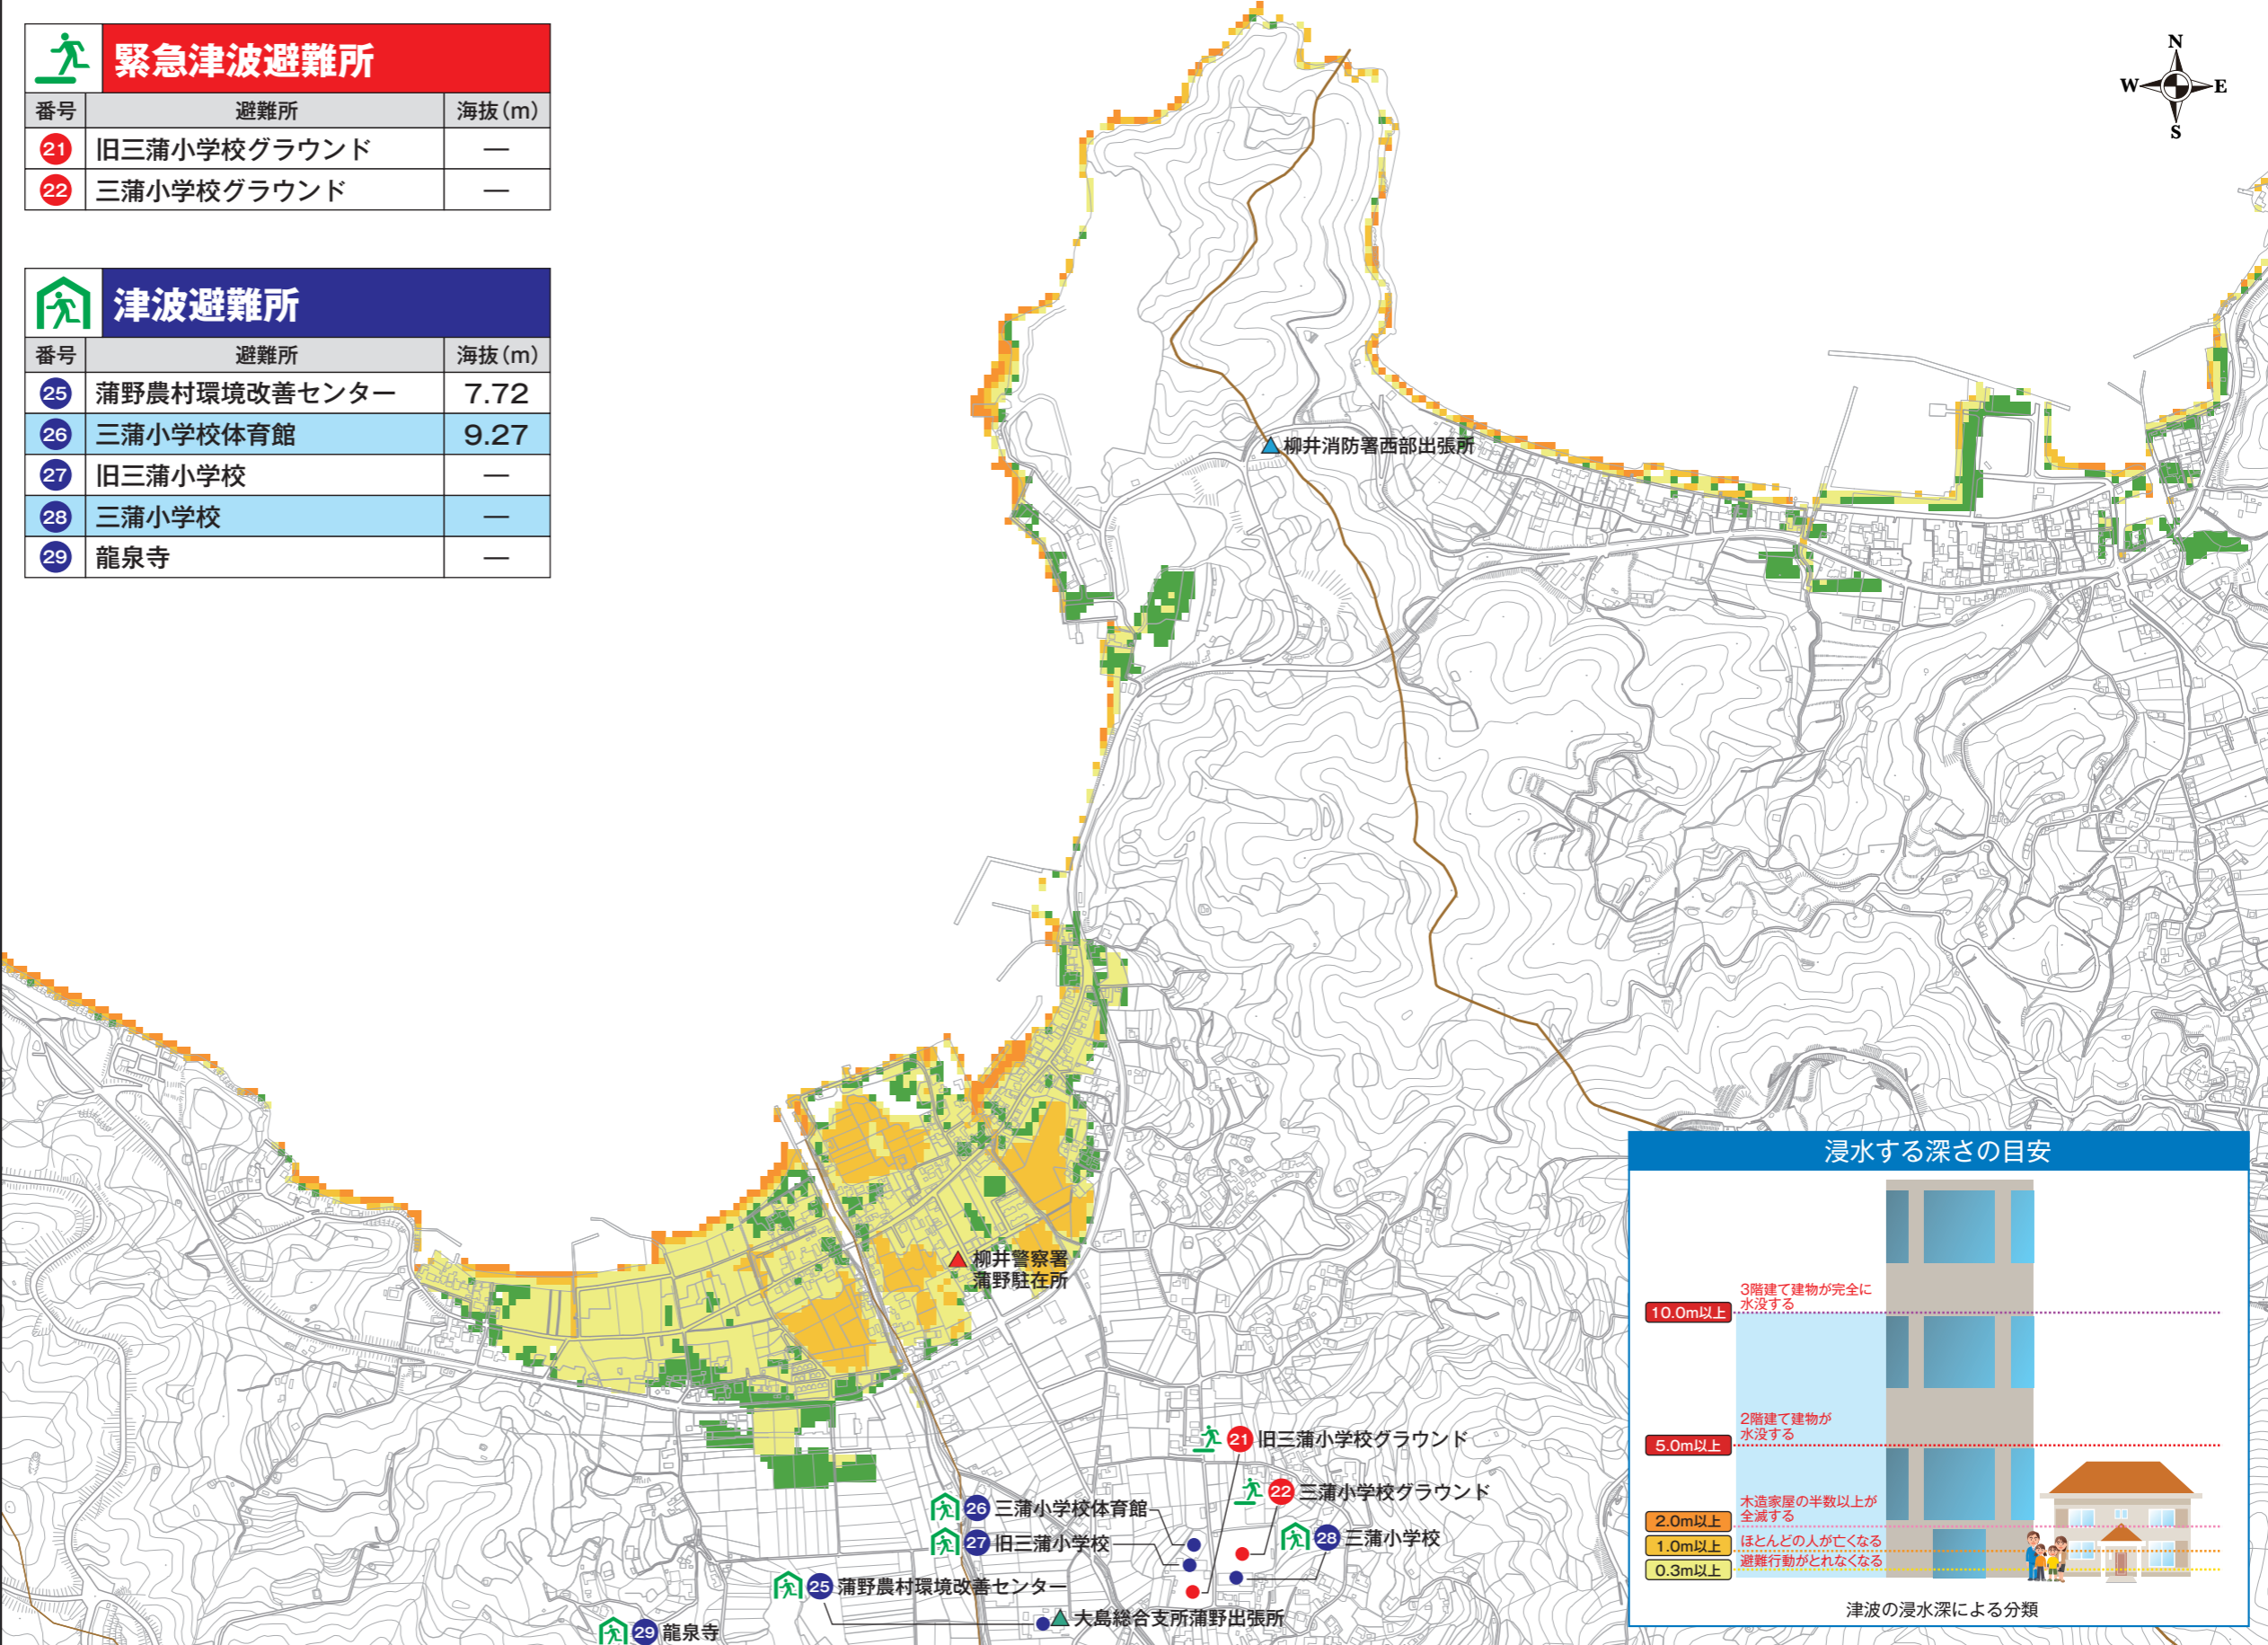 緊急津波避難所
番号 避難所 海抜(m)
21 旧三蒲小学校グラウンド —
22 三蒲小学校グラウンド —
津波避難所
番号 避難所 海抜(m)
25 蒲野農村環境改善センター 7.72
26 三蒲小学校体育館 9.27
27 旧三蒲小学校 —
28 三蒲小学校 —
29 龍泉寺 —
N
W E
S
柳井消防署西部出張所
柳井警察署
蒲野駐在所
21 旧三蒲小学校グラウンド
22 三蒲小学校グラウンド
26 三蒲小学校体育館
27 旧三蒲小学校
28 三蒲小学校
25 蒲野農村環境改善センター
大島総合支所蒲野出張所
29 龍泉寺
浸水する深さの目安
3階建て建物が完全に
水没する
10.0m以上
2階建て建物が
水没する
5.0m以上
木造家屋の半数以上が
全滅する
2.0m以上
ほとんどの人が亡くなる
1.0m以上
避難行動がとれなくなる
0.3m以上
津波の浸水深による分類